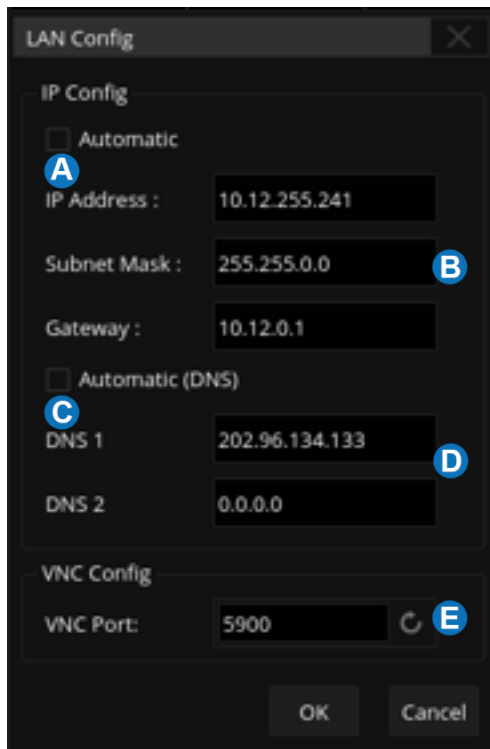 LAN Config
IP Config
Automatic
A
IP Address : 10.12.255.241
Subnet Mask : 255.255.0.0 B
Gateway : 10.12.0.1
Automatic (DNS)
C
DNS 1 202.96.134.133
D
DNS 2 0.0.0.0
VNC Config
VNC Port: 5900 E
OK Cancel